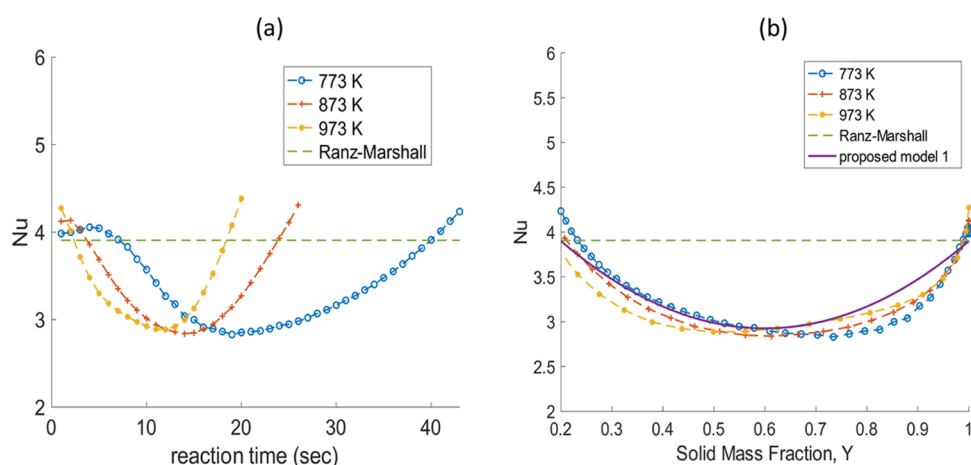 (a)
6
5
4
3
2
Nu
0
10
20
30
40
reaction time (sec)
773 K
873 K
973 K
Ranz-Marshall
(b)
6
5.5
5
4.5
4
3.5
3
2.5
2
Nu
0.2
0.3
0.4
0.5
0.6
0.7
0.8
0.9
1
Solid Mass Fraction, Y
773 K
873 K
973 K
Ranz-Marshall
proposed model 1